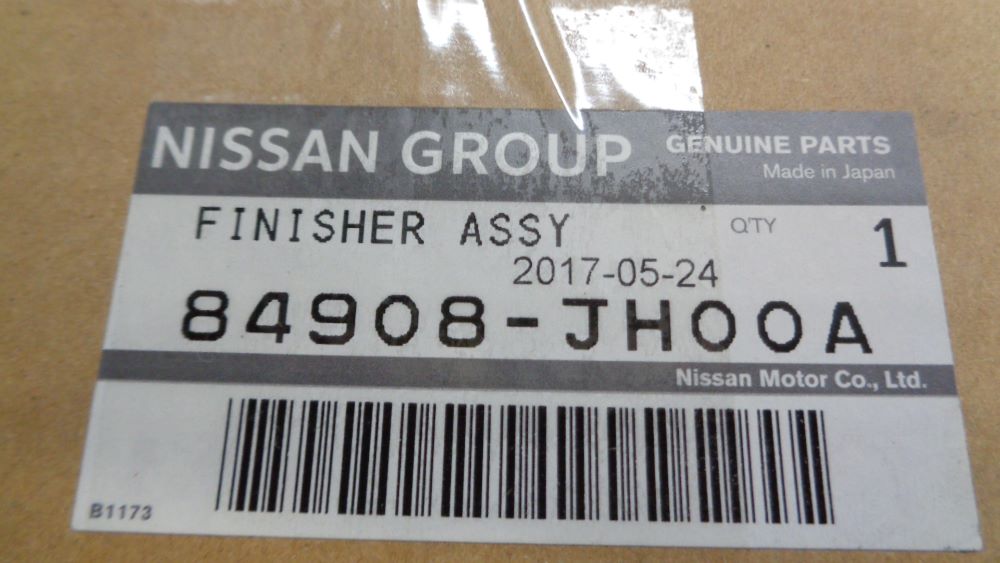 NISSAN GROUP
GENUINE PARTS
Made in Japan
FINISHER ASSY
Q'TY
1
2017-05-24
84908-JH00A
Nissan Motor Co., Ltd.
B1173